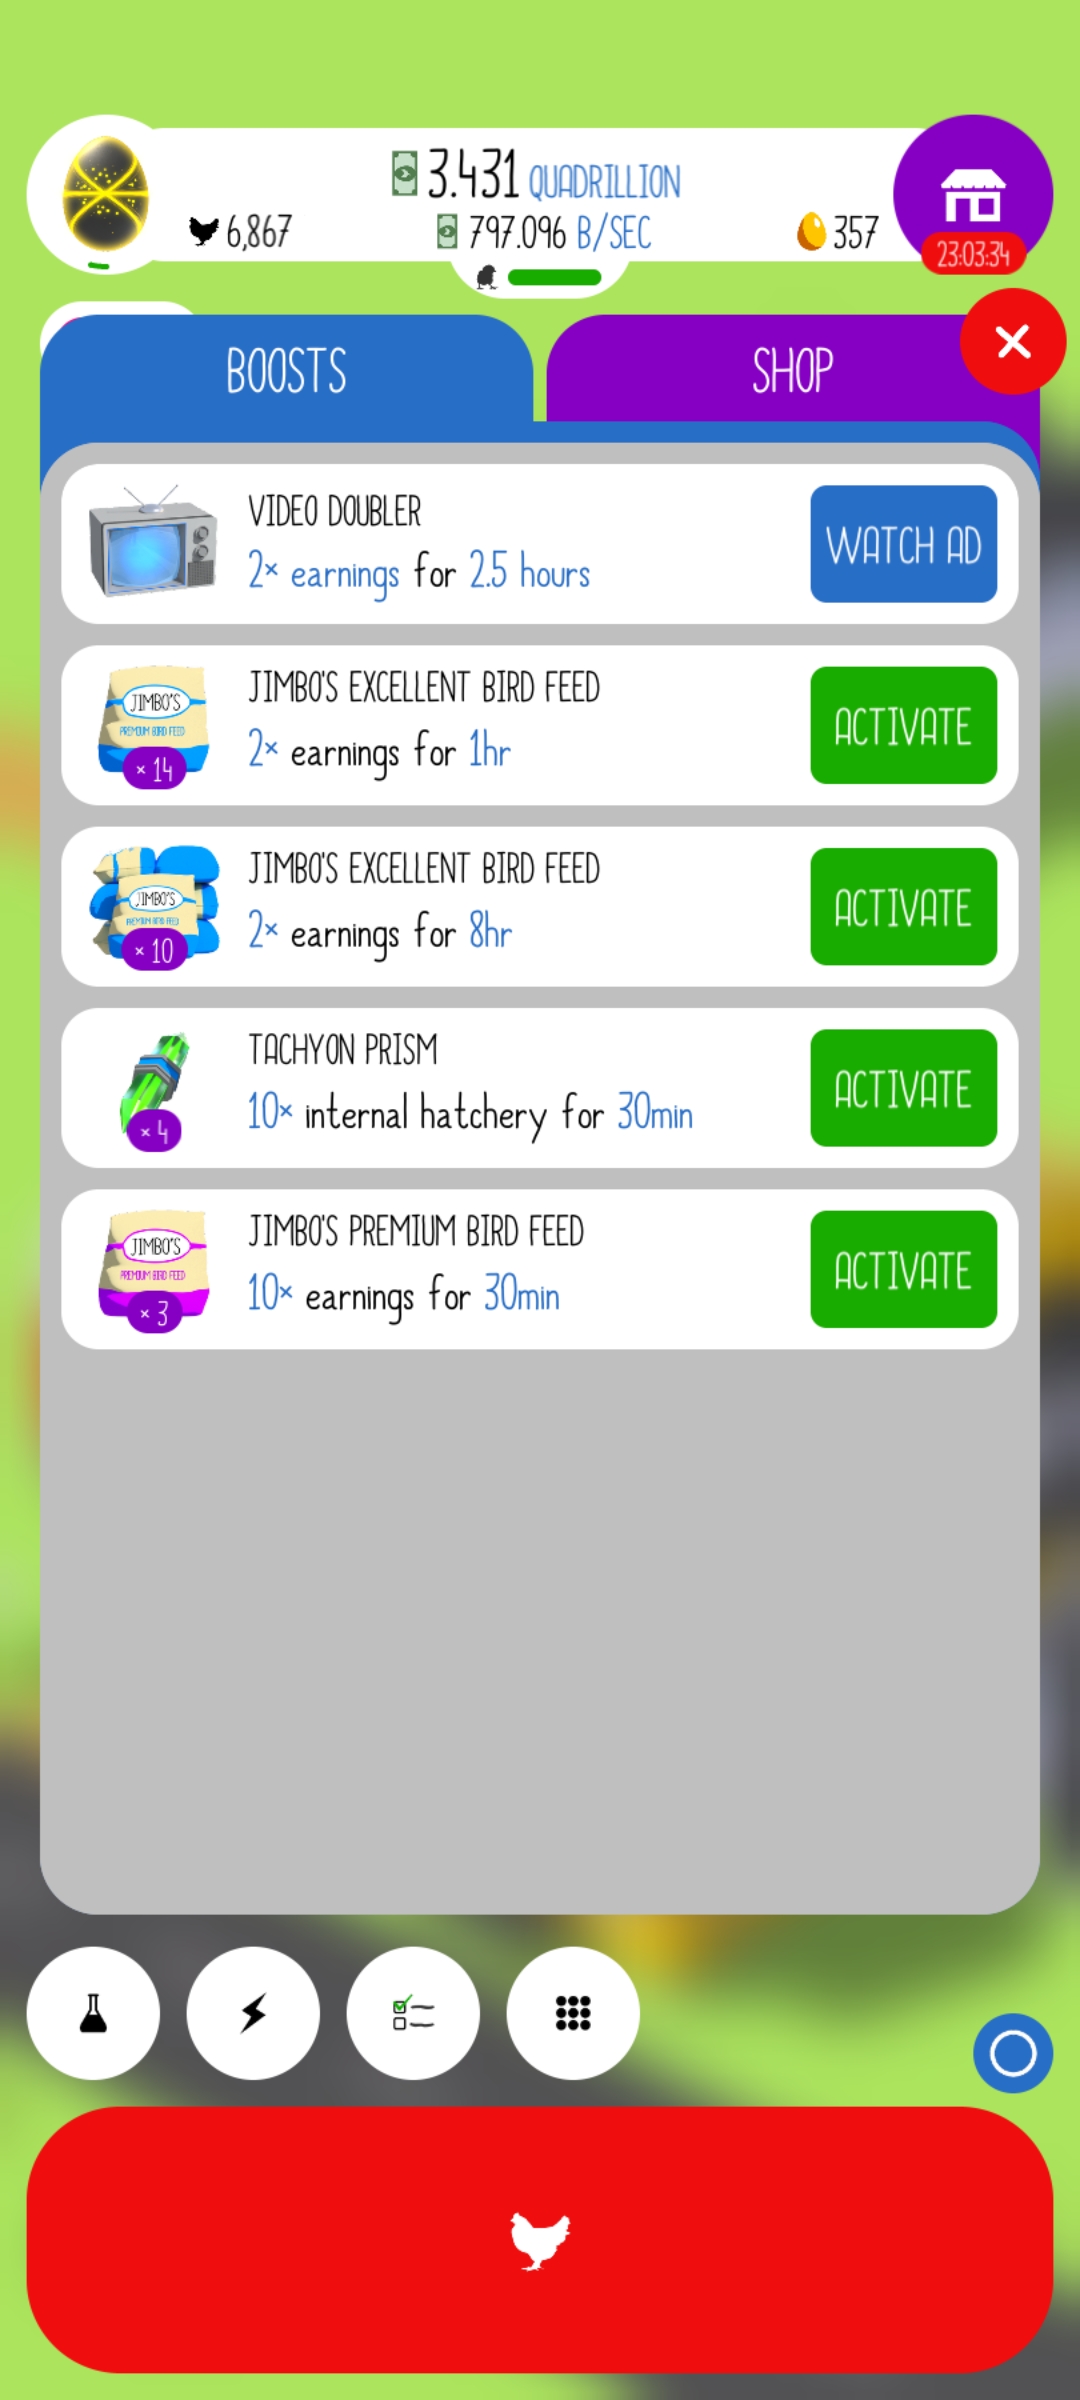 3.431 QUADRILLION
6,867
797.096 B/SEC
357
23:03:34
BOOSTS
SHOP
VIDEO DOUBLER
2× earnings for 2.5 hours
WATCH AD
JIMBO'S
PREMIUM BIRD FEED
× 14
JIMBO'S EXCELLENT BIRD FEED
2× earnings for 1hr
ACTIVATE
JIMBO'S
PREMIUM BIRD FEED
× 10
JIMBO'S EXCELLENT BIRD FEED
2× earnings for 8hr
ACTIVATE
× 4
TACHYON PRISM
10× internal hatchery for 30min
ACTIVATE
JIMBO'S
PREMIUM BIRD FEED
× 3
JIMBO'S PREMIUM BIRD FEED
10× earnings for 30min
ACTIVATE